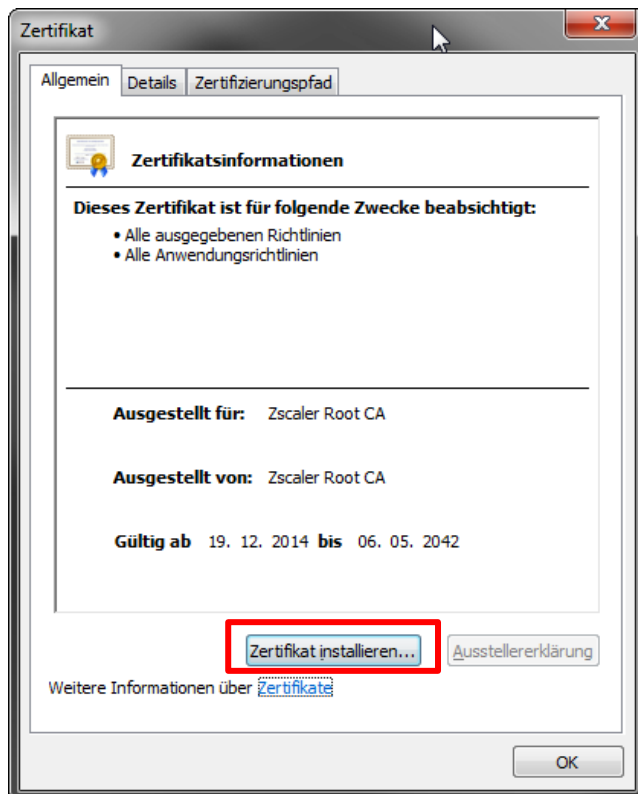 Zertifikat
Allgemein Details Zertifizierungspfad
Zertifikatsinformationen
Dieses Zertifikat ist für folgende Zwecke beabsichtigt:
• Alle ausgegebenen Richtlinien
• Alle Anwendungsrichtlinien
Ausgestellt für: Zscaler Root CA
Ausgestellt von: Zscaler Root CA
Gültig ab 19. 12. 2014 bis 06. 05. 2042
Zertifikat installieren... Ausstellererklärung
Weitere Informationen über Zertifikate
OK